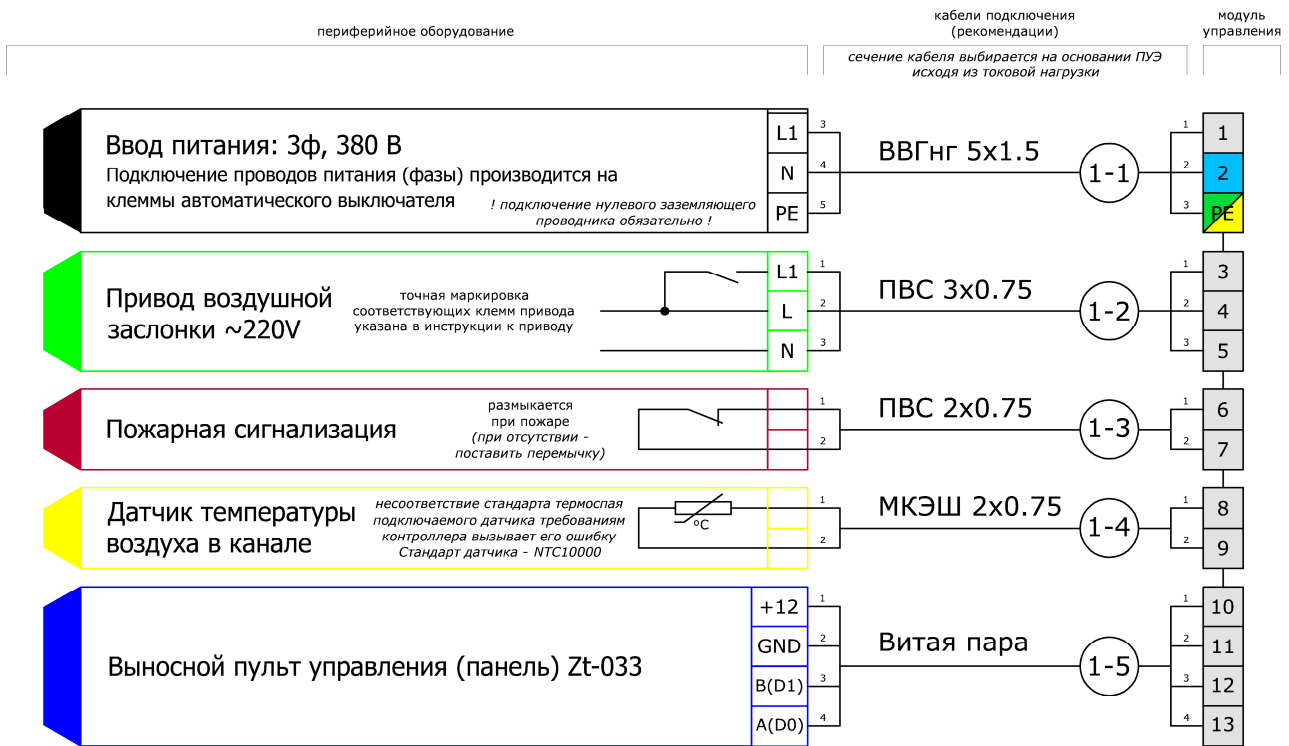 периферийное оборудование
кабели подключения
(рекомендации)
модуль
управления
сечение кабеля выбирается на основании ПУЭ
исходя из токовой нагрузки
Ввод питания: 3ф, 380 В
Подключение проводов питания (фазы) производится на
клеммы автоматического выключателя
! подключение нулевого заземляющего
проводника обязательно !
L1
N
PE
3
4
5
ВВГнг 5x1.5
1-1
1
2
3
1
2
PE
Привод воздушной
заслонки ~220V
точная маркировка
соответствующих клемм привода
указана в инструкции к приводу
L1
L
N
1
2
3
ПВС 3x0.75
1-2
1
2
3
3
4
5
Пожарная сигнализация
размыкается
при пожаре
(при отсутствии -
поставить перемычку)
1
2
ПВС 2x0.75
1-3
1
2
6
7
Датчик температуры
воздуха в канале
несоответствие стандарта термоспая
подключаемого датчика требованиям
контроллера вызывает его ошибку
Стандарт датчика - NTC10000
ºC
1
2
МКЭШ 2x0.75
1-4
1
2
8
9
Выносной пульт управления (панель) Zt-033
+12
GND
B(D1)
A(D0)
1
2
3
4
Витая пара
1-5
1
2
3
4
10
11
12
13